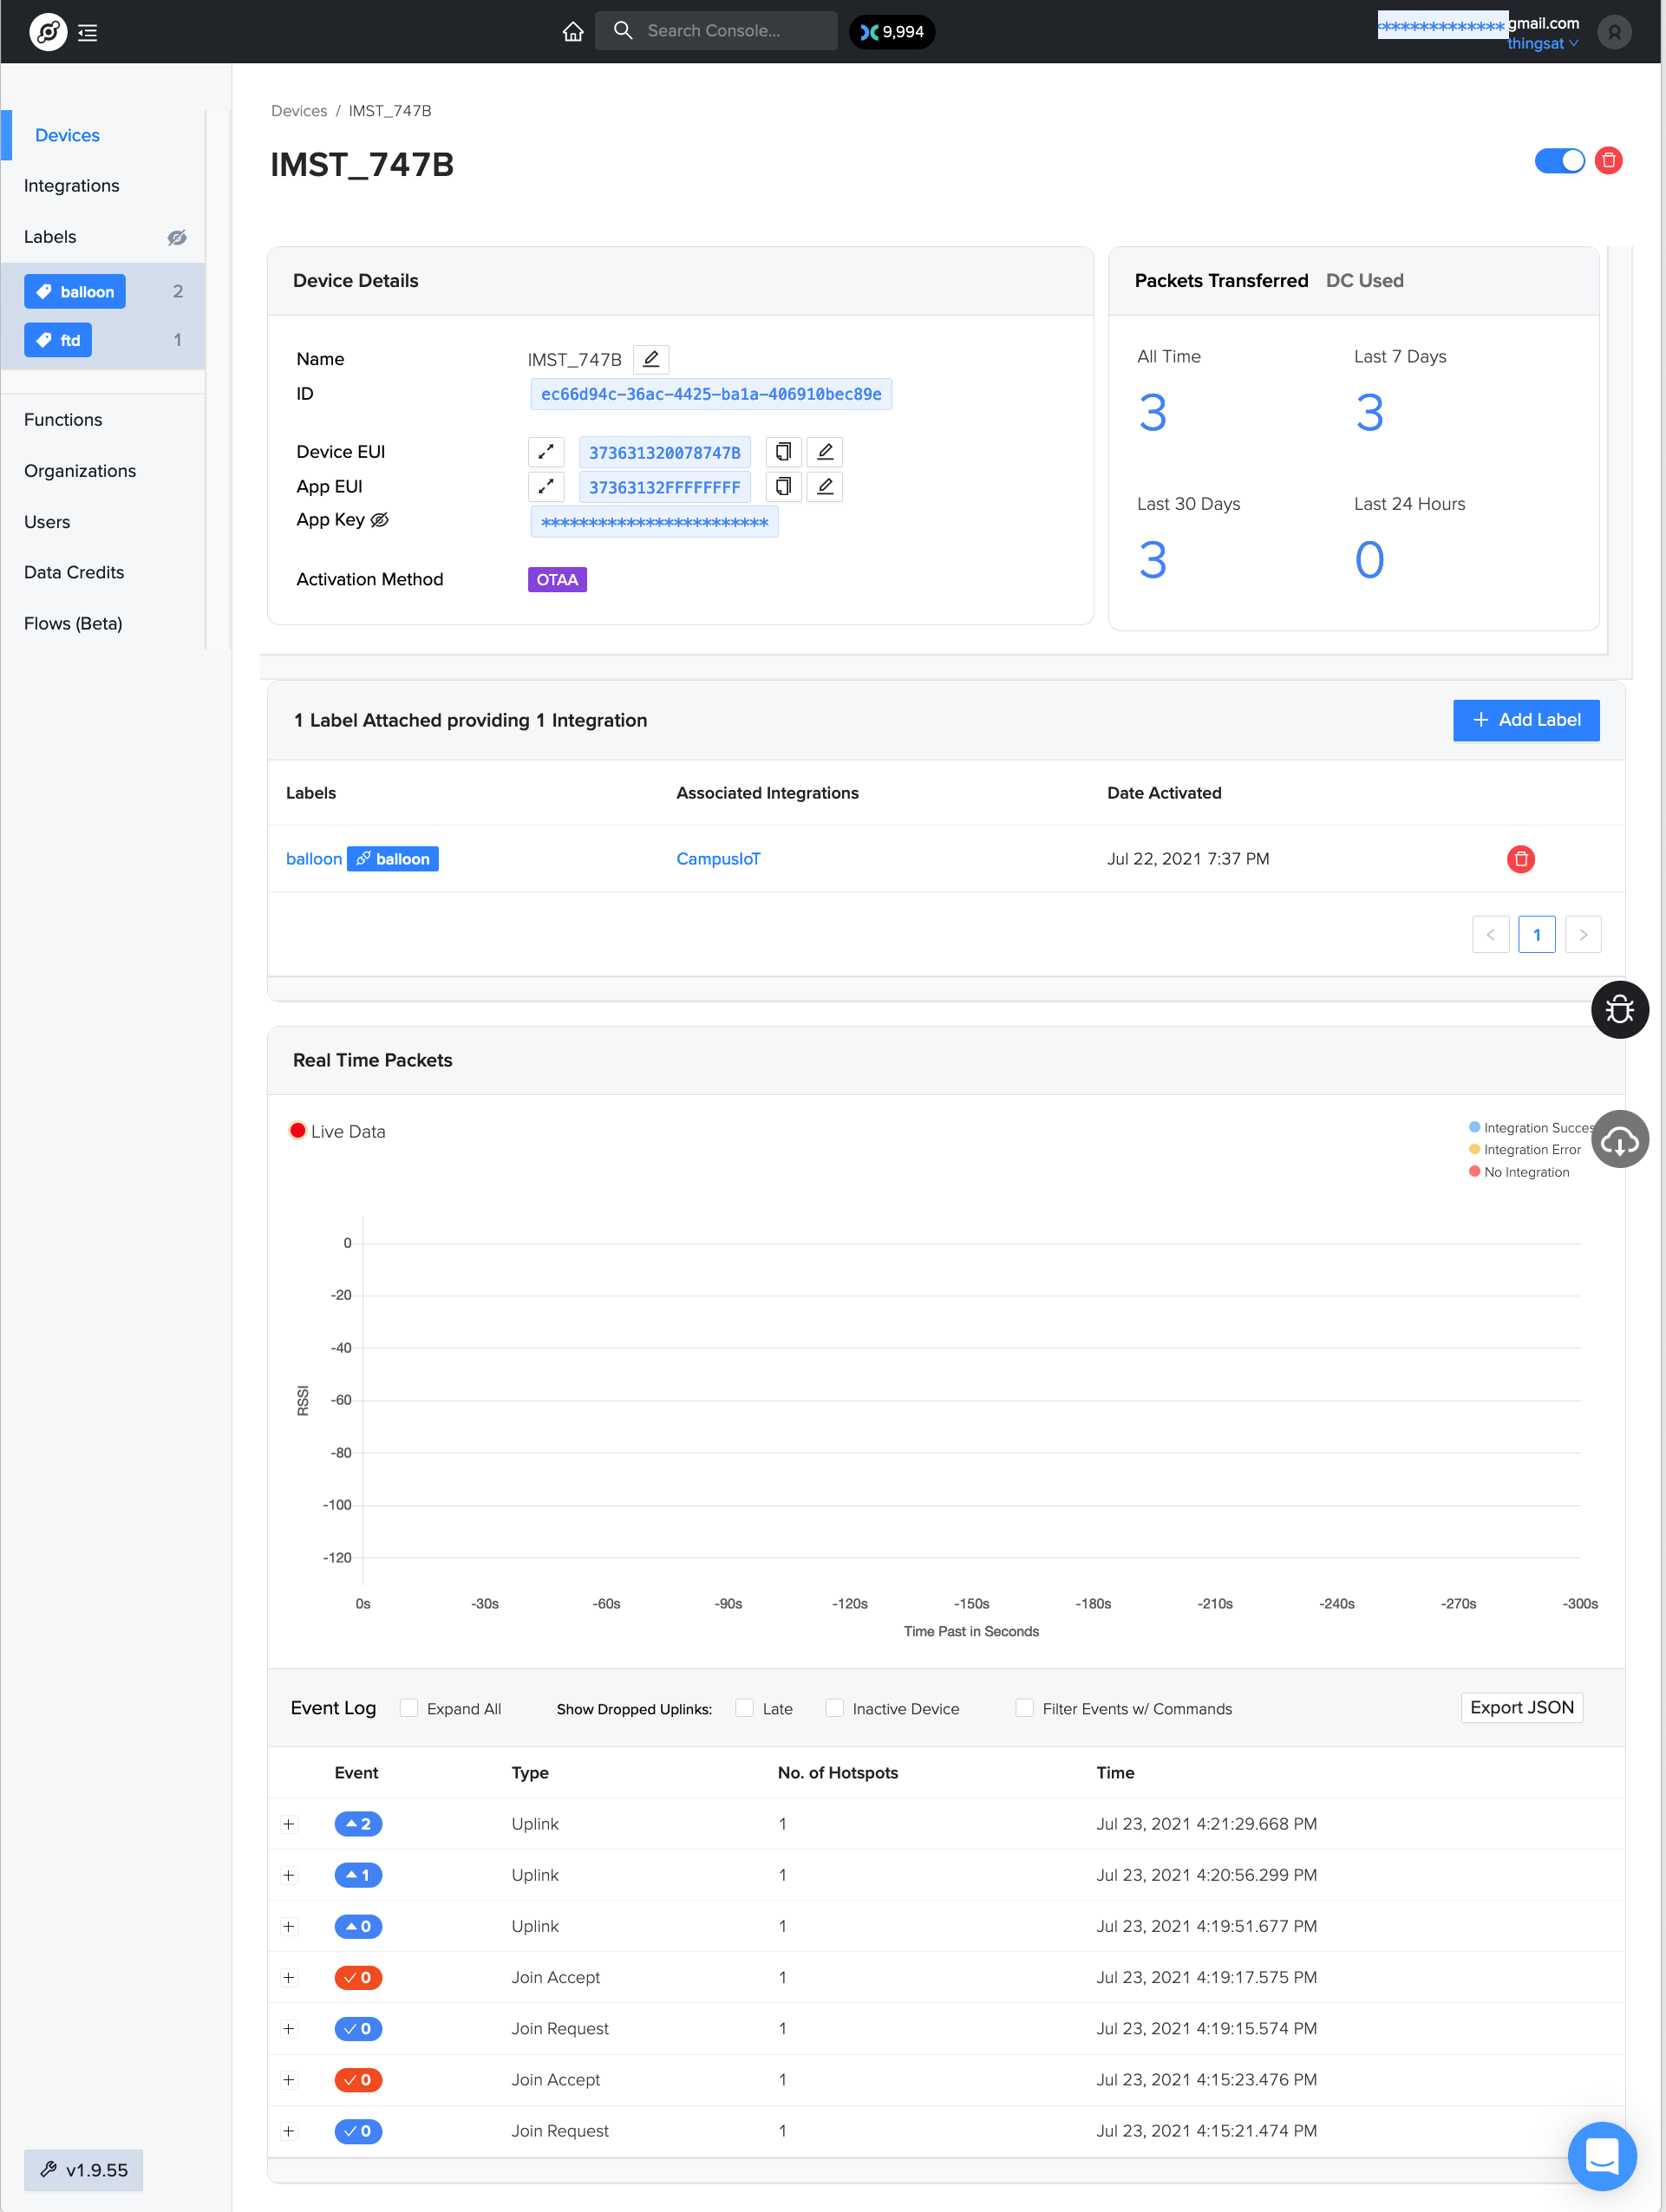 Search Console...
9,994
*************gmail.com
thingsat
Devices
Integrations
Labels
balloon 2
ftd 1
Functions
Organizations
Users
Data Credits
Flows (Beta)
v1.9.55
Devices / IMST_747B
IMST_747B
Device Details
Name IMST_747B
ID ec66d94c-36ac-4425-ba1a-406910bec89e
Device EUI 373631320078747B
App EUI 37363132FFFFFFFF
App Key ************************
Activation Method OTAA
Packets Transferred DC Used
All Time Last 7 Days
3 3
Last 30 Days Last 24 Hours
3 0
1 Label Attached providing 1 Integration
+ Add Label
Labels Associated Integrations Date Activated
balloon balloon CampusIoT Jul 22, 2021 7:37 PM
< 1 >
Real Time Packets
Live Data
Integration Succes
Integration Error
No Integration
0
-20
-40
-60
-80
-100
-120
RSSI
0s -30s -60s -90s -120s -150s -180s -210s -240s -270s -300s
Time Past in Seconds
Event Log Expand All Show Dropped Uplinks: Late Inactive Device Filter Events w/ Commands Export JSON
Event Type No. of Hotspots Time
+ 2 Uplink 1 Jul 23, 2021 4:21:29.668 PM
+ 1 Uplink 1 Jul 23, 2021 4:20:56.299 PM
+ 0 Uplink 1 Jul 23, 2021 4:19:51.677 PM
+ 0 Join Accept 1 Jul 23, 2021 4:19:17.575 PM
+ 0 Join Request 1 Jul 23, 2021 4:19:15.574 PM
+ 0 Join Accept 1 Jul 23, 2021 4:15:23.476 PM
+ 0 Join Request 1 Jul 23, 2021 4:15:21.474 PM